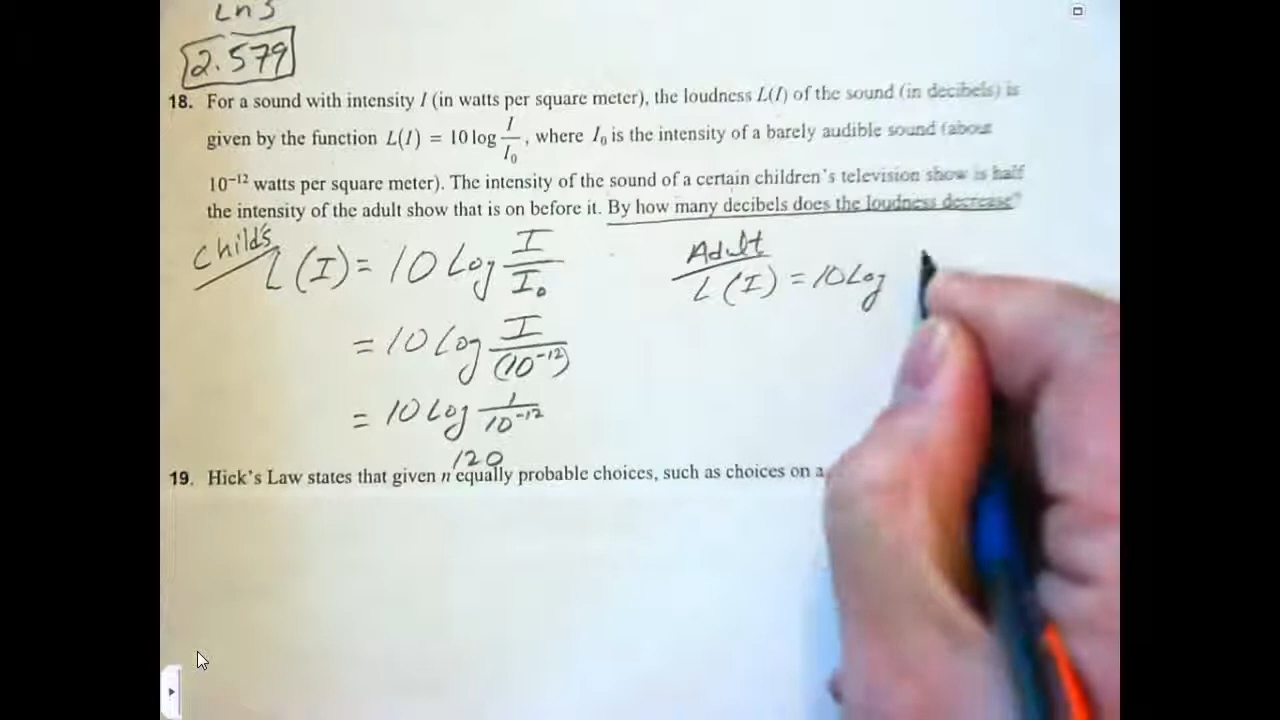 Ln 5
2.579
18. For a sound with intensity I (in watts per square meter), the loudness L(I) of the sound (in decibels) is
given by the function L(I) = 10 log I/I₀, where I₀ is the intensity of a barely audible sound (about
10⁻¹² watts per square meter). The intensity of the sound of a certain children's television show is half
the intensity of the adult show that is on before it. By how many decibels does the loudness decrease?
Child's
L(I) = 10 Log I/I₀
= 10 Log I/(10⁻¹²)
= 10 Log 1/10⁻¹²
120
Adult
L(I) = 10 Log
19. Hick's Law states that given n equally probable choices, such as choices on a